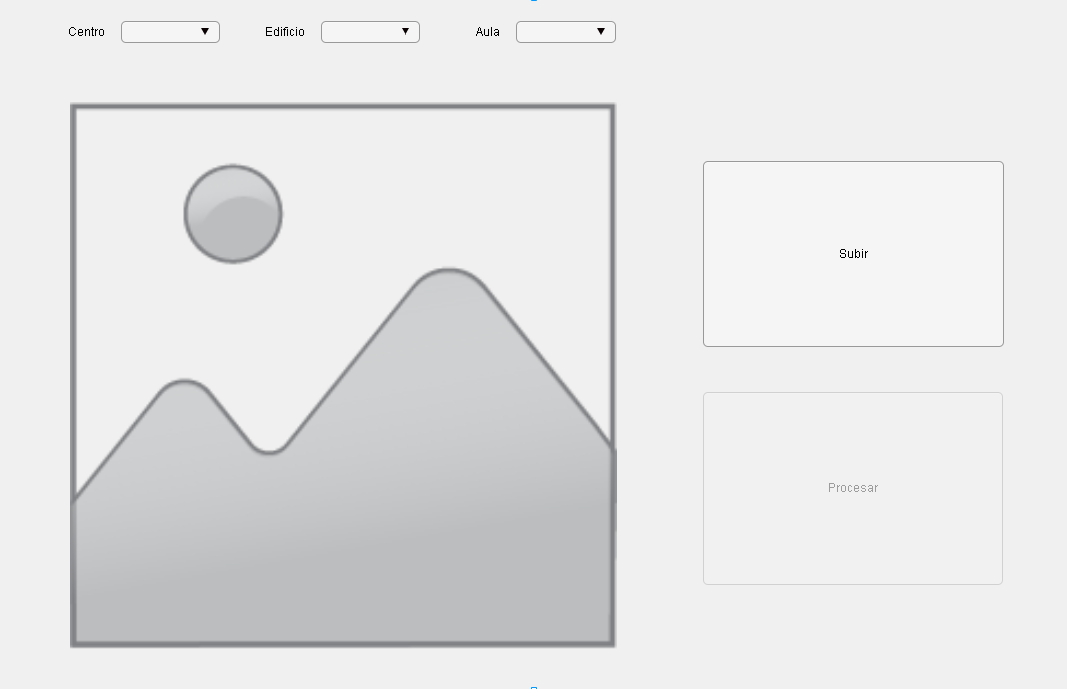 Centro
Edificio
Aula
Subir
Procesar